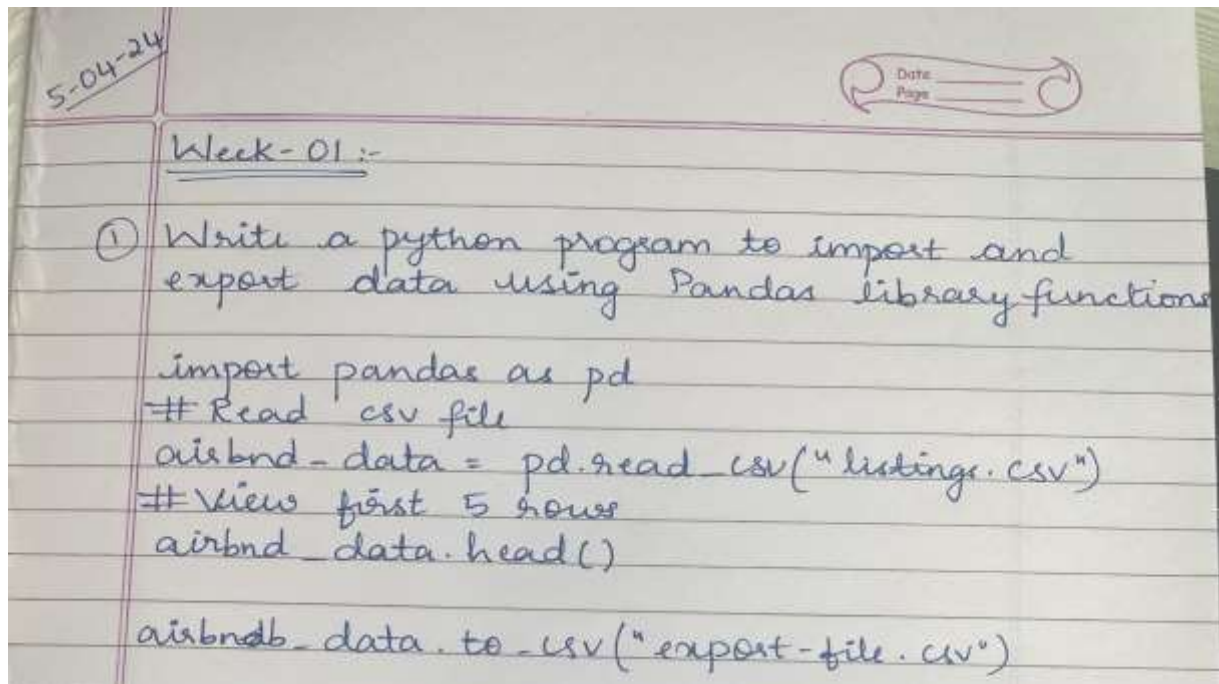 5-04-24
Date
Page
Week-01:-
① Write a python program to import and
export data using Pandas library functions
import pandas as pd
# Read csv file
airbnd_data = pd.read_csv("listings.csv")
# View first 5 rows
airbnd_data.head()
airbndb_data.to_csv("export-file.csv")